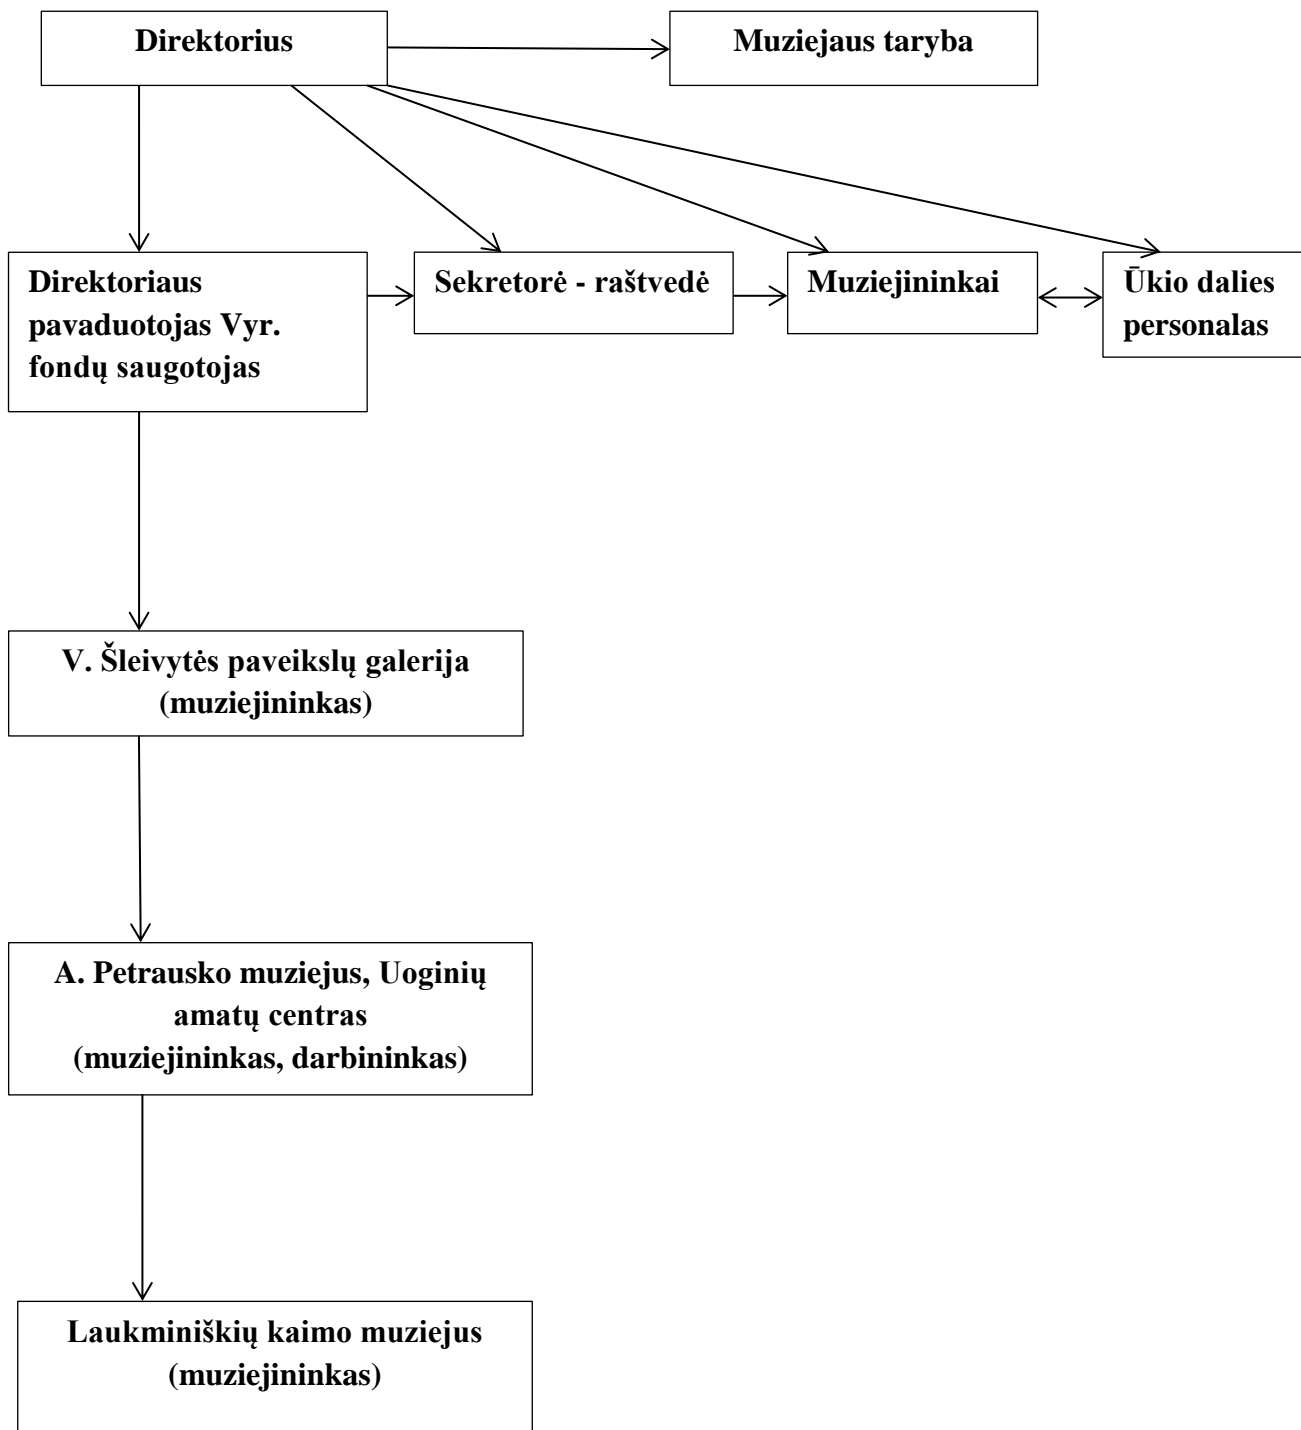 Direktorius
Muziejaus taryba
Direktoriaus
pavaduotojas Vyr.
fondų saugotojas
Sekretorė - raštvedė
Muziejininkai
Ūkio dalies
personalas
V. Šleivytės paveikslų galerija
(muziejininkas)
A. Petrausko muziejus, Uoginių
amatų centras
(muziejininkas, darbininkas)
Laukminiškių kaimo muziejus
(muziejininkas)